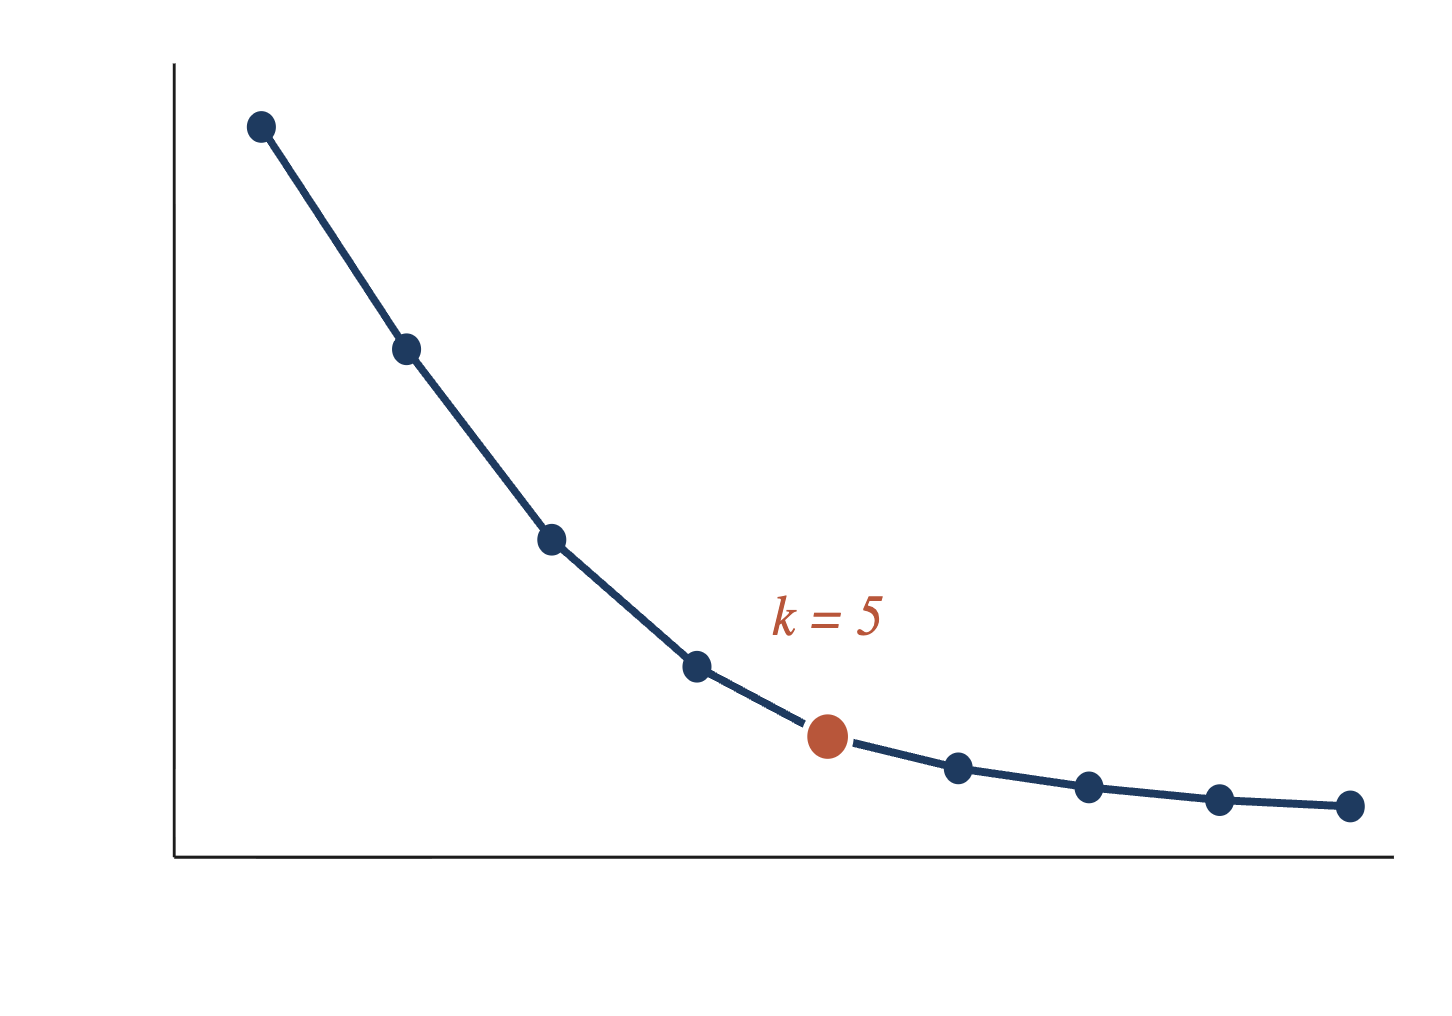 k = 5